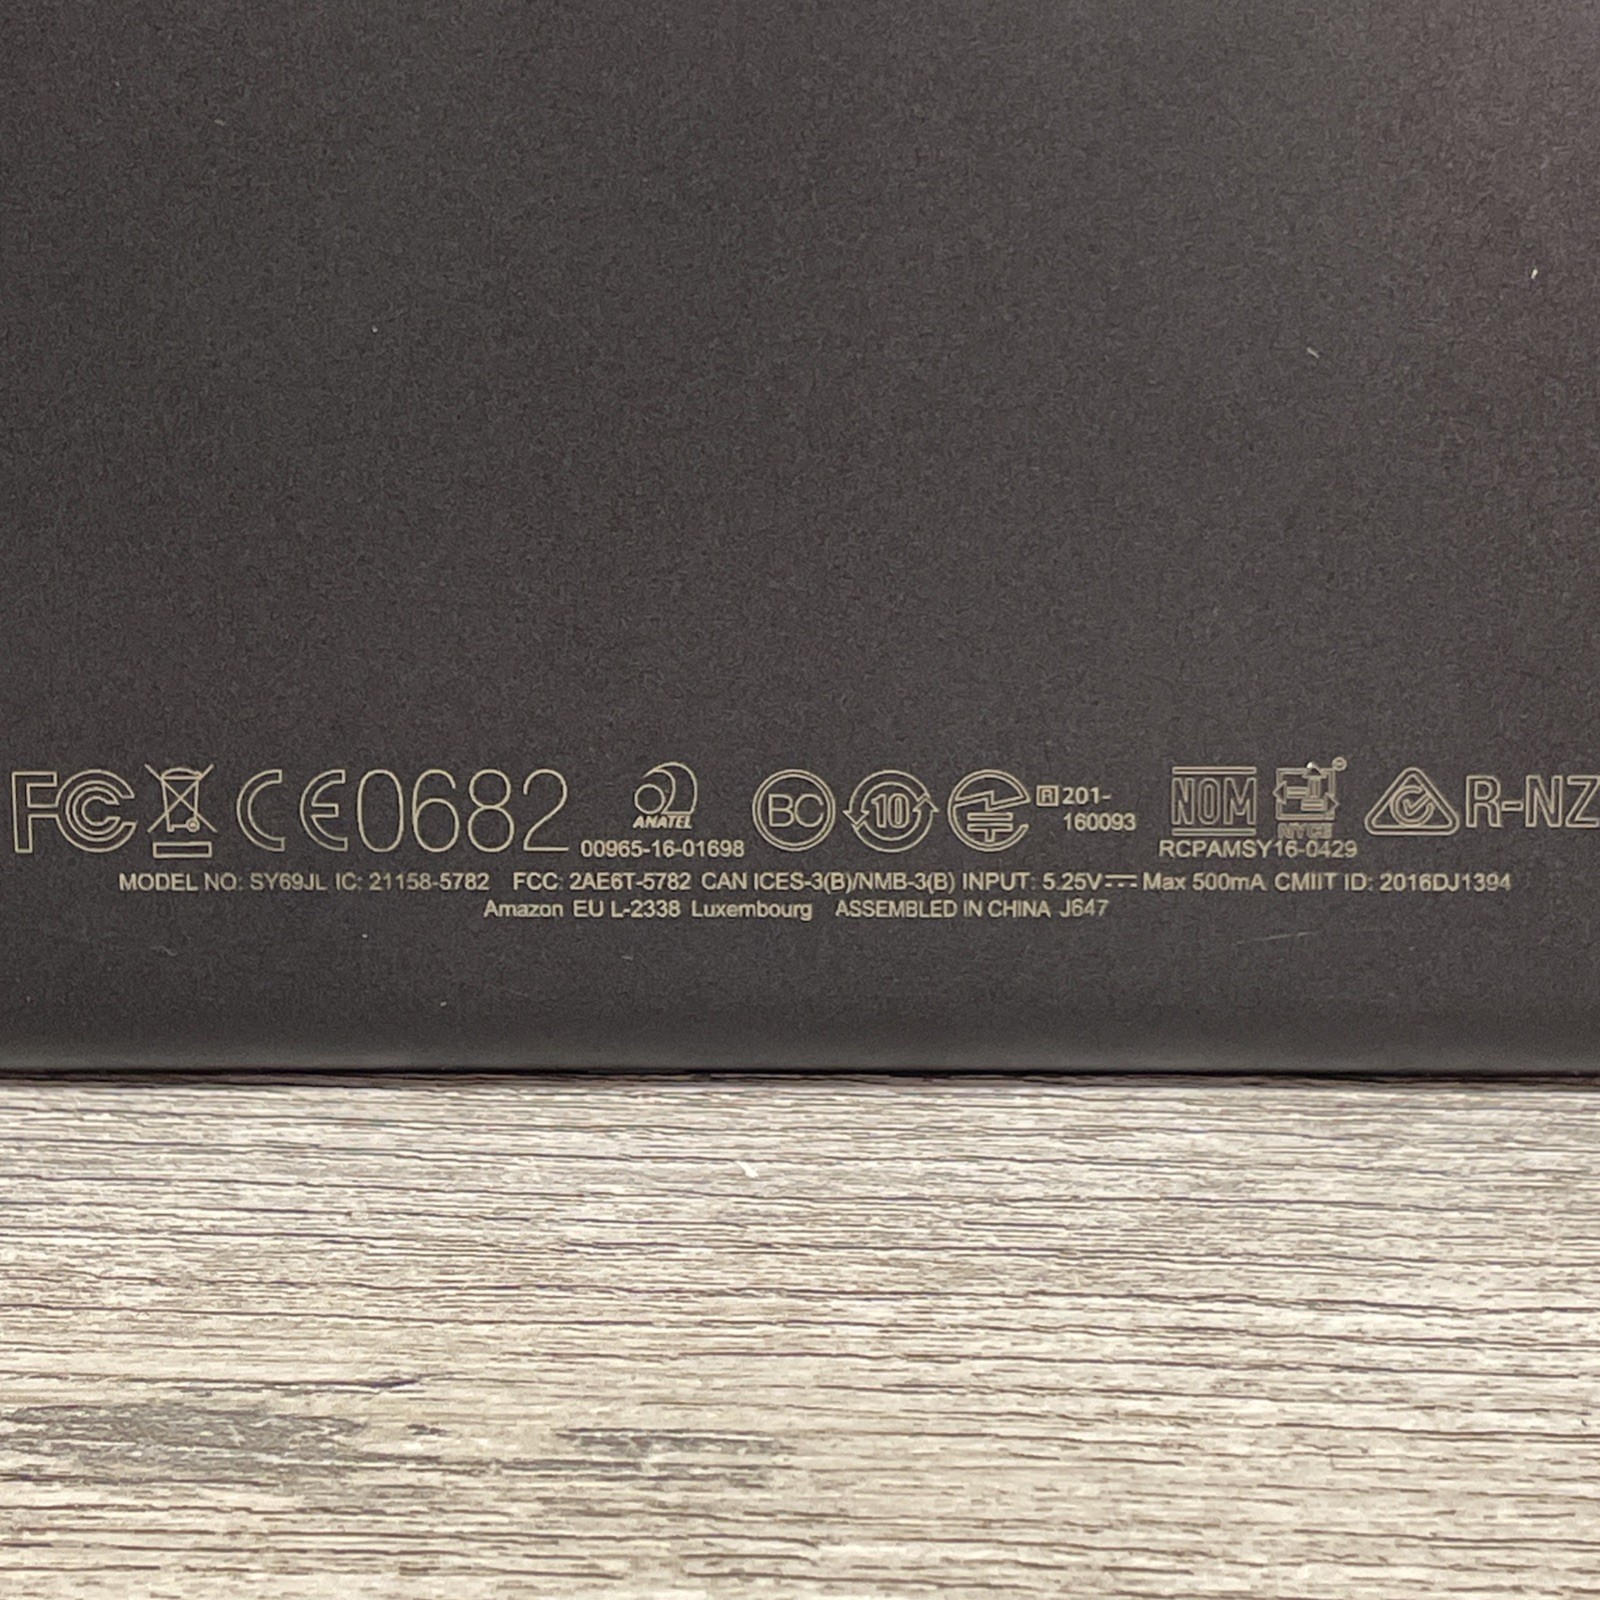 FC CE0682 ANATEL BC 10 R 201- NOM NYCE R-NZ
00965-16-01698 160093 RCPAMSY16-0429
MODEL NO: SY69JL IC: 21158-5782 FCC: 2AE6T-5782 CAN ICES-3(B)/NMB-3(B) INPUT: 5.25V⎓Max 500mA CMIIT ID: 2016DJ1394
Amazon EU L-2338 Luxembourg ASSEMBLED IN CHINA J647